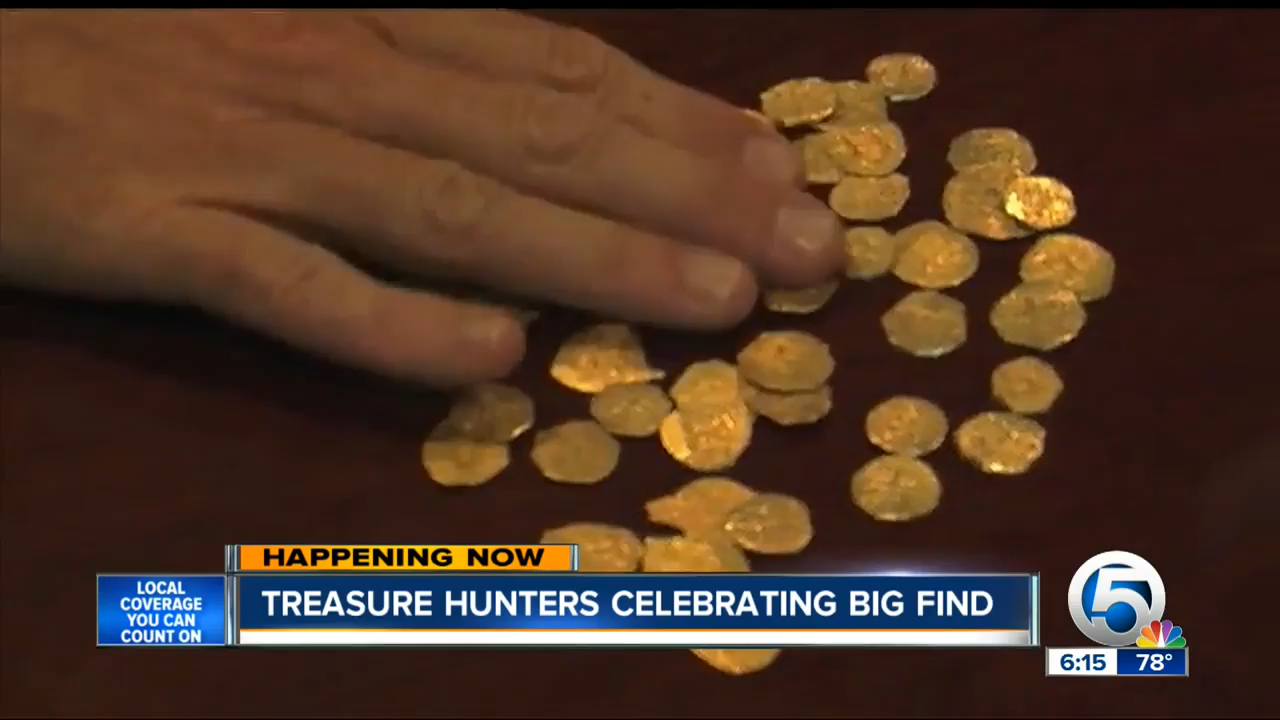 HAPPENING NOW
LOCAL
COVERAGE
YOU CAN
COUNT ON
TREASURE HUNTERS CELEBRATING BIG FIND
5
6:15 78°